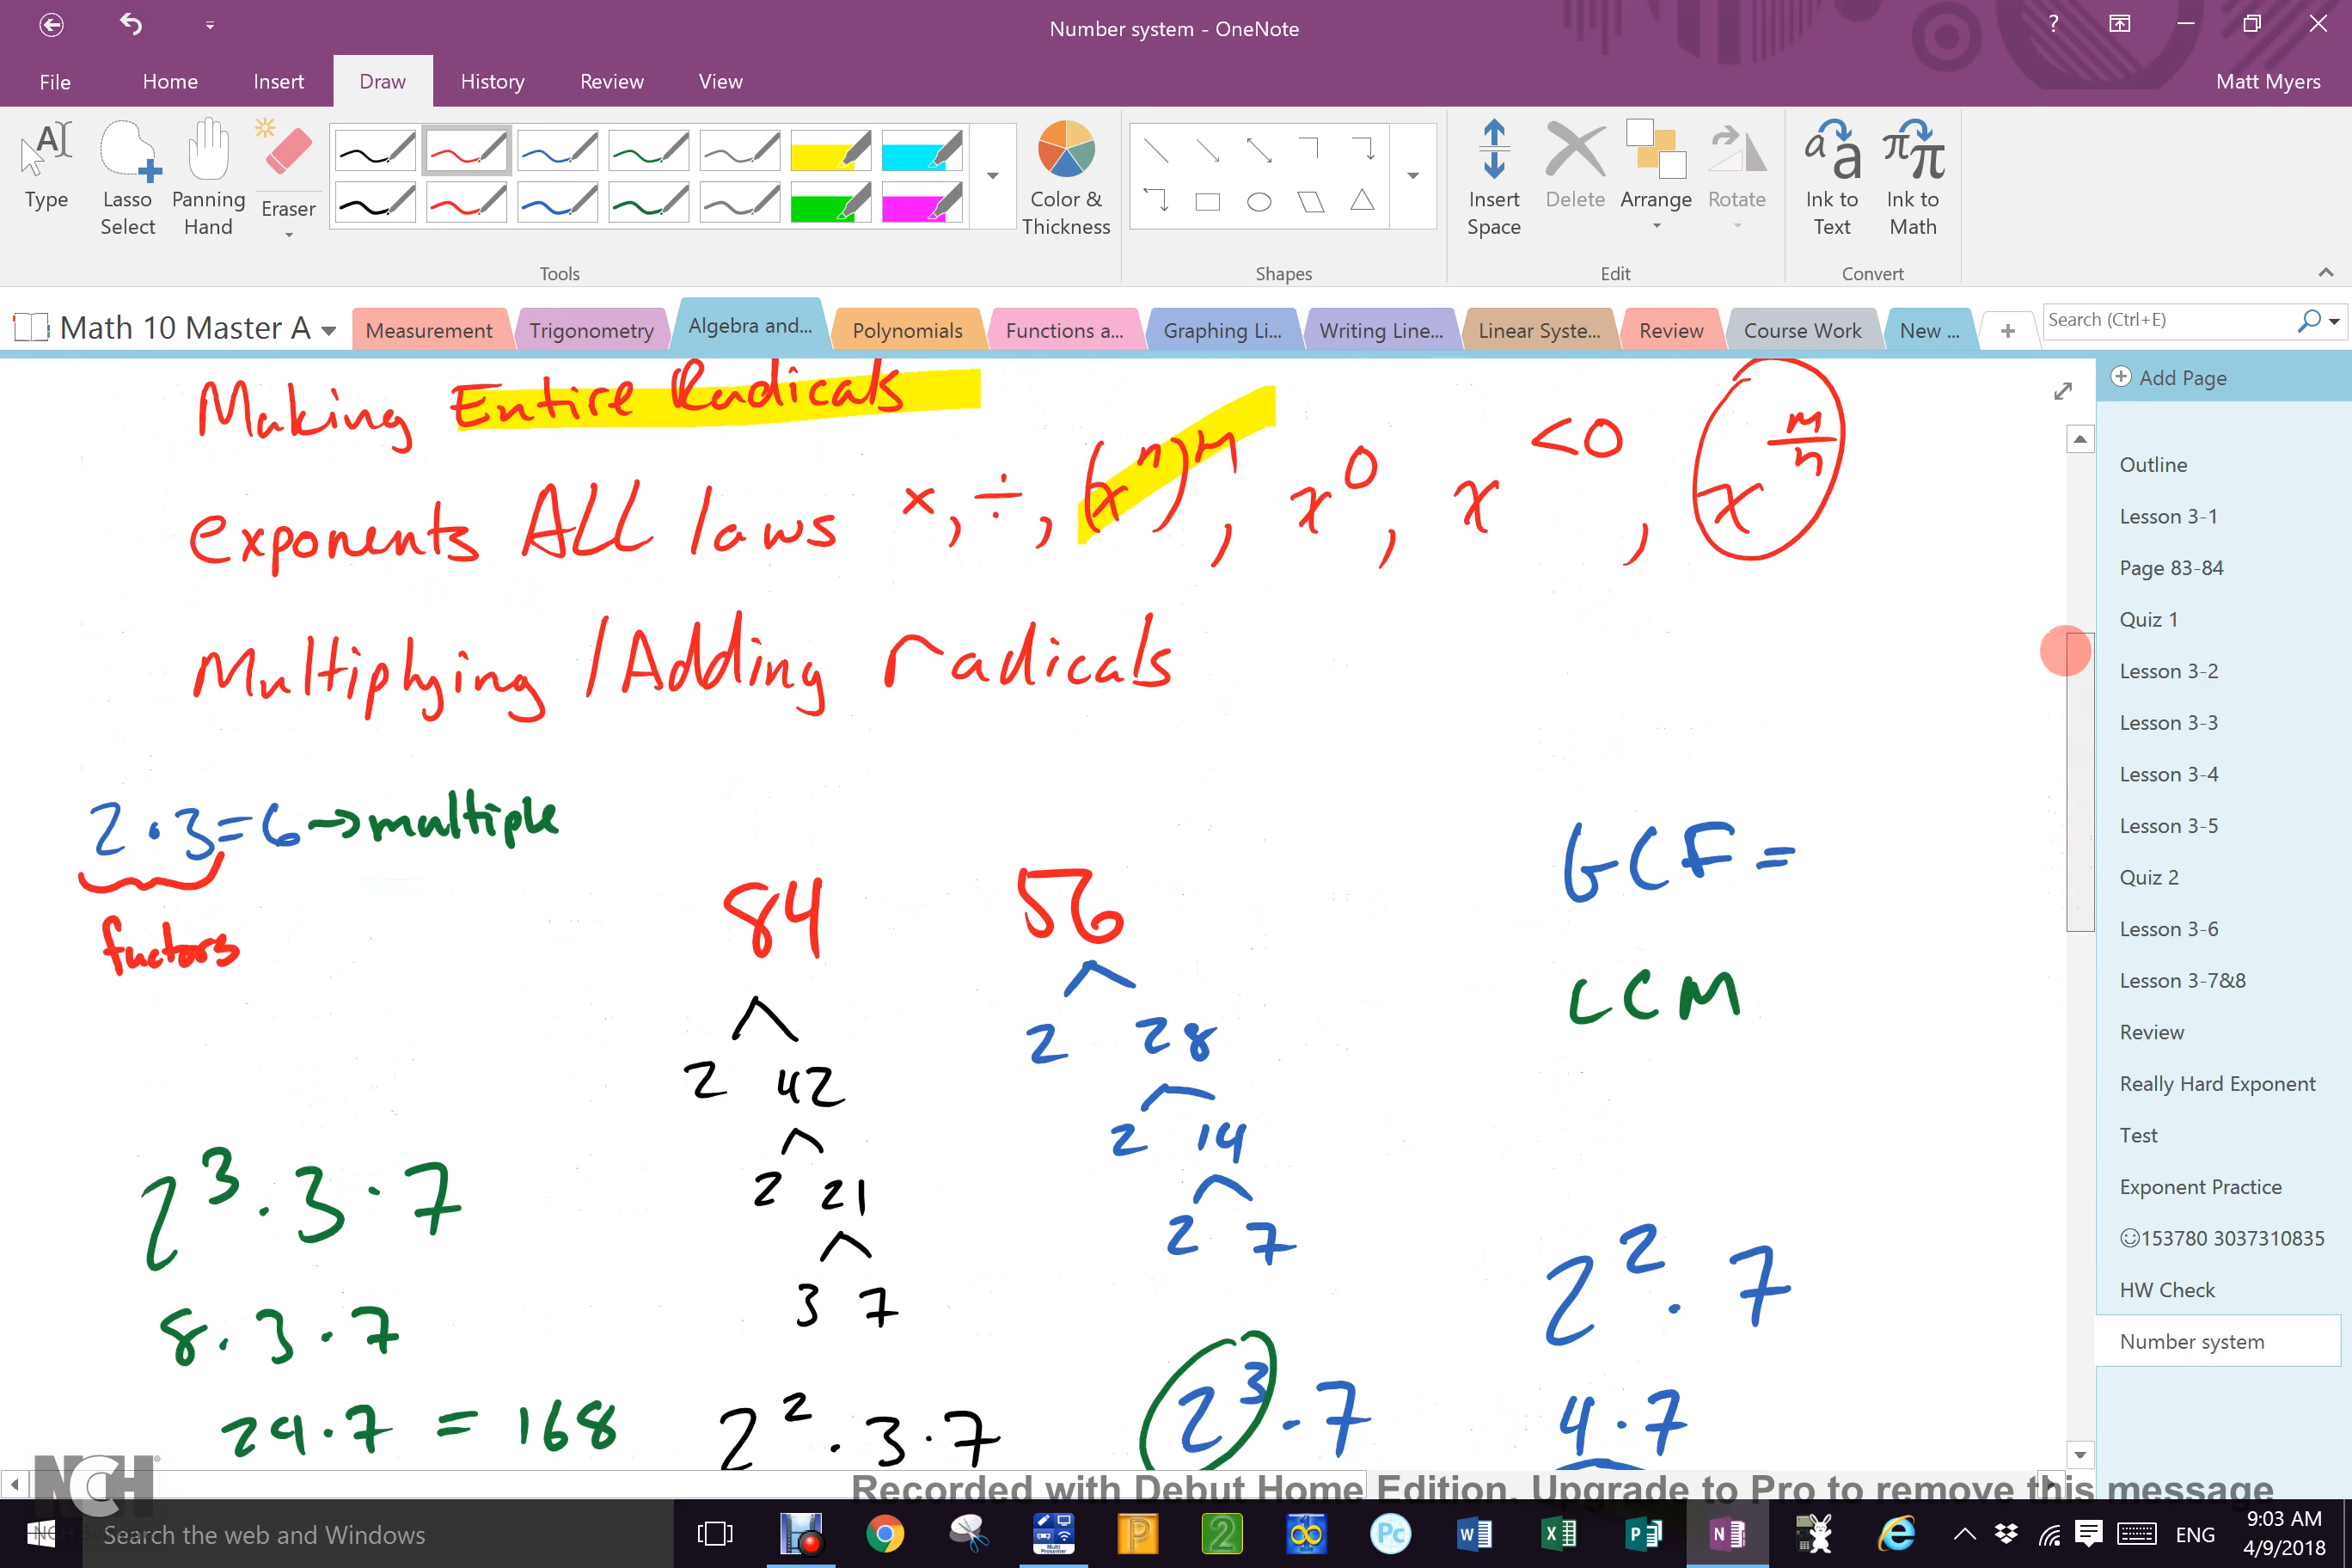 Number system - OneNote
?
File Home Insert Draw History Review View
Matt Myers
Type
Lasso Select
Panning Hand
Eraser
Color & Thickness
Insert Space
Delete
Arrange
Rotate
Ink to Text
Ink to Math
Tools Shapes Edit Convert
Math 10 Master A
Measurement Trigonometry Algebra and... Polynomials Functions a... Graphing Li... Writing Line... Linear Syste... Review Course Work New ... +
Search (Ctrl+E)
Making Entire Radicals
exponents ALL laws ×, ÷, (x^n)^m, x^0, x^<0, x^(m/n)
Multiplying /Adding radicals
2 · 3 = 6 → multiple
factors
84 56
GCF =
LCM
2 42
2 21
3 7
2 28
2 14
2 7
2³ · 3 · 7
8 · 3 · 7
24 · 7 = 168
2² · 3 · 7
2³ · 7
2² · 7
4 · 7
Add Page
Outline
Lesson 3-1
Page 83-84
Quiz 1
Lesson 3-2
Lesson 3-3
Lesson 3-4
Lesson 3-5
Quiz 2
Lesson 3-6
Lesson 3-7&8
Review
Really Hard Exponent
Test
Exponent Practice
☺153780 3037310835
HW Check
Number system
NCH
Recorded with Debut Home Edition. Upgrade to Pro to remove this message
Search the web and Windows
ENG
9:03 AM
4/9/2018